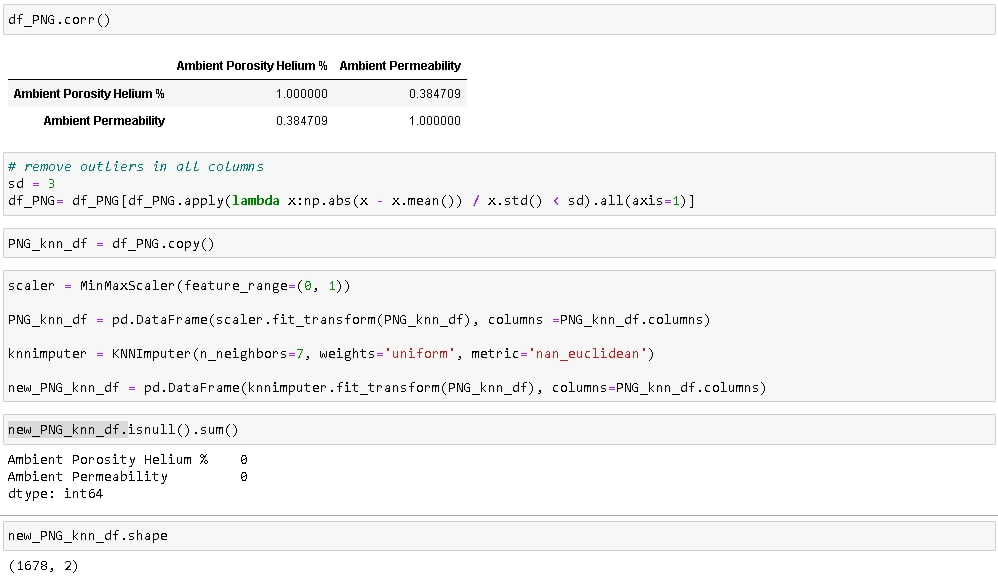 df_PNG.corr()
Ambient Porosity Helium % Ambient Permeability
Ambient Porosity Helium % 1.000000 0.384709
Ambient Permeability 0.384709 1.000000
# remove outliers in all columns
sd = 3
df_PNG= df_PNG[df_PNG.apply(lambda x:np.abs(x - x.mean()) / x.std() < sd).all(axis=1)]
PNG_knn_df = df_PNG.copy()
scaler = MinMaxScaler(feature_range=(0, 1))
PNG_knn_df = pd.DataFrame(scaler.fit_transform(PNG_knn_df), columns =PNG_knn_df.columns)
knnimputer = KNNImputer(n_neighbors=7, weights='uniform', metric='nan_euclidean')
new_PNG_knn_df = pd.DataFrame(knnimputer.fit_transform(PNG_knn_df), columns=PNG_knn_df.columns)
new_PNG_knn_df.isnull().sum()
Ambient Porosity Helium % 0
Ambient Permeability 0
dtype: int64
new_PNG_knn_df.shape
(1678, 2)